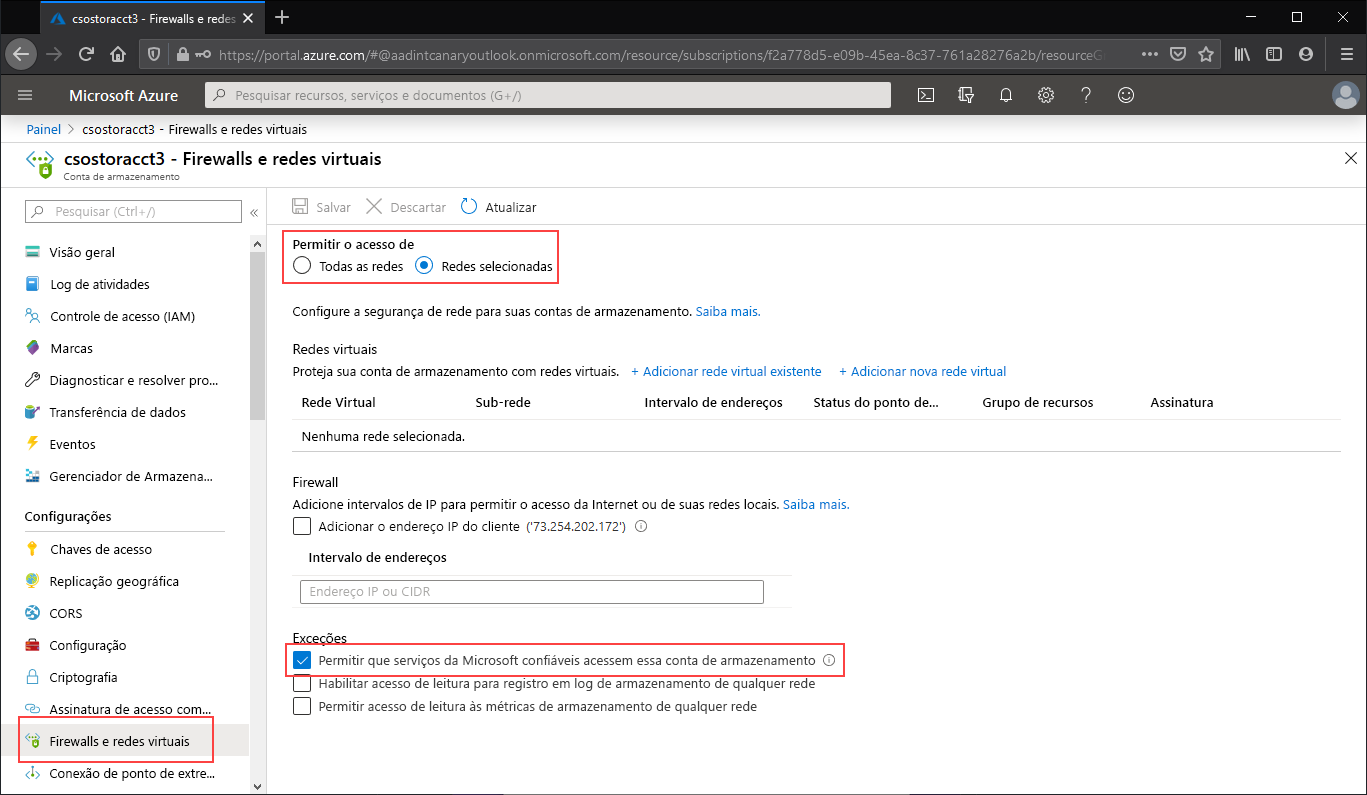 csostoracct3 - Firewalls e redes
https://portal.azure.com/#@aadintcanaryoutlook.onmicrosoft.com/resource/subscriptions/f2a778d5-e09b-45ea-8c37-761a28276a2b/resourceG
Microsoft Azure
Pesquisar recursos, serviços e documentos (G+/)
Painel > csostoracct3 - Firewalls e redes virtuais
csostoracct3 - Firewalls e redes virtuais
Conta de armazenamento
Pesquisar (Ctrl+/)
«
Visão geral
Log de atividades
Controle de acesso (IAM)
Marcas
Diagnosticar e resolver pro...
Transferência de dados
Eventos
Gerenciador de Armazena...
Configurações
Chaves de acesso
Replicação geográfica
CORS
Configuração
Criptografia
Assinatura de acesso com...
Firewalls e redes virtuais
Conexão de ponto de extre...
Salvar Descartar Atualizar
Permitir o acesso de
Todas as redes Redes selecionadas
Configure a segurança de rede para suas contas de armazenamento. Saiba mais.
Redes virtuais
Proteja sua conta de armazenamento com redes virtuais. + Adicionar rede virtual existente + Adicionar nova rede virtual
Rede Virtual Sub-rede Intervalo de endereços Status do ponto de... Grupo de recursos Assinatura
Nenhuma rede selecionada.
Firewall
Adicione intervalos de IP para permitir o acesso da Internet ou de suas redes locais. Saiba mais.
Adicionar o endereço IP do cliente ('73.254.202.172')
Intervalo de endereços
Endereço IP ou CIDR
Exceções
Permitir que serviços da Microsoft confiáveis acessem essa conta de armazenamento
Habilitar acesso de leitura para registro em log de armazenamento de qualquer rede
Permitir acesso de leitura às métricas de armazenamento de qualquer rede